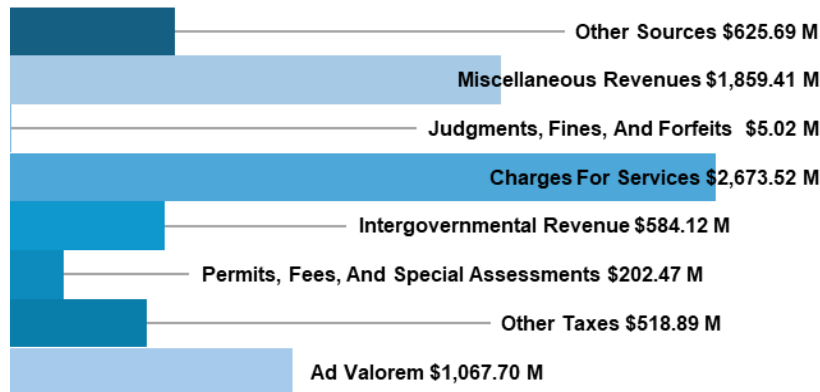 Other Sources $625.69 M
Miscellaneous Revenues $1,859.41 M
Judgments, Fines, And Forfeits $5.02 M
Charges For Services $2,673.52 M
Intergovernmental Revenue $584.12 M
Permits, Fees, And Special Assessments $202.47 M
Other Taxes $518.89 M
Ad Valorem $1,067.70 M